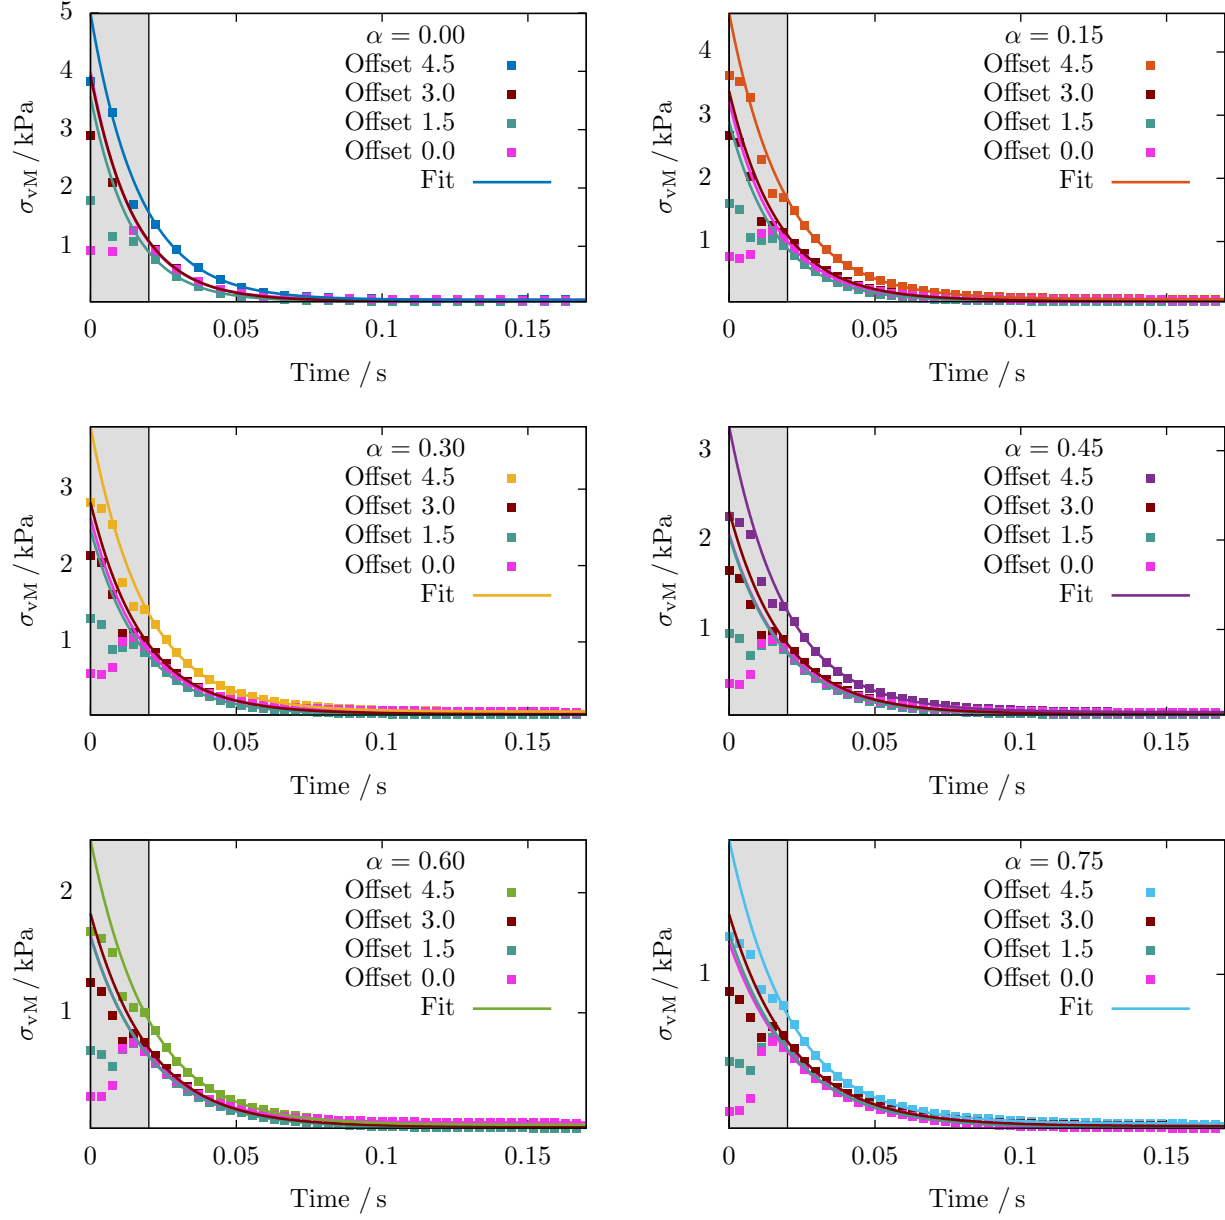 α = 0.00
Offset 4.5
Offset 3.0
Offset 1.5
Offset 0.0
Fit
5
4
3
2
1
σvM / kPa
0 0.05 0.1 0.15
Time / s
α = 0.15
Offset 4.5
Offset 3.0
Offset 1.5
Offset 0.0
Fit
4
3
2
1
σvM / kPa
0 0.05 0.1 0.15
Time / s
α = 0.30
Offset 4.5
Offset 3.0
Offset 1.5
Offset 0.0
Fit
3
2
1
σvM / kPa
0 0.05 0.1 0.15
Time / s
α = 0.45
Offset 4.5
Offset 3.0
Offset 1.5
Offset 0.0
Fit
3
2
1
σvM / kPa
0 0.05 0.1 0.15
Time / s
α = 0.60
Offset 4.5
Offset 3.0
Offset 1.5
Offset 0.0
Fit
2
1
σvM / kPa
0 0.05 0.1 0.15
Time / s
α = 0.75
Offset 4.5
Offset 3.0
Offset 1.5
Offset 0.0
Fit
1
σvM / kPa
0 0.05 0.1 0.15
Time / s